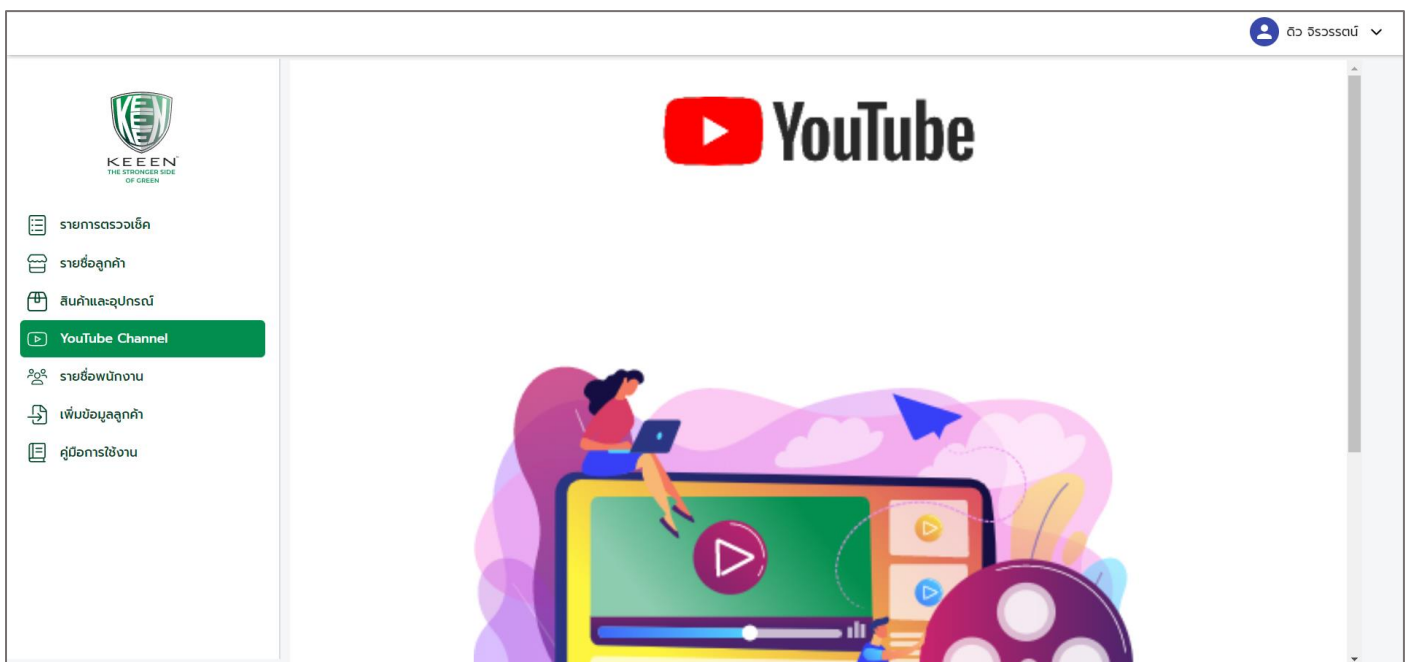 ดิว จิรวรรตน์
KEEEN
KEEEN
THE STRONGER SIDE
OF GREEN
YouTube
รายการตรวจเช็ค
รายชื่อลูกค้า
สินค้าและอุปกรณ์
YouTube Channel
รายชื่อพนักงาน
เพิ่มข้อมูลลูกค้า
คู่มือการใช้งาน